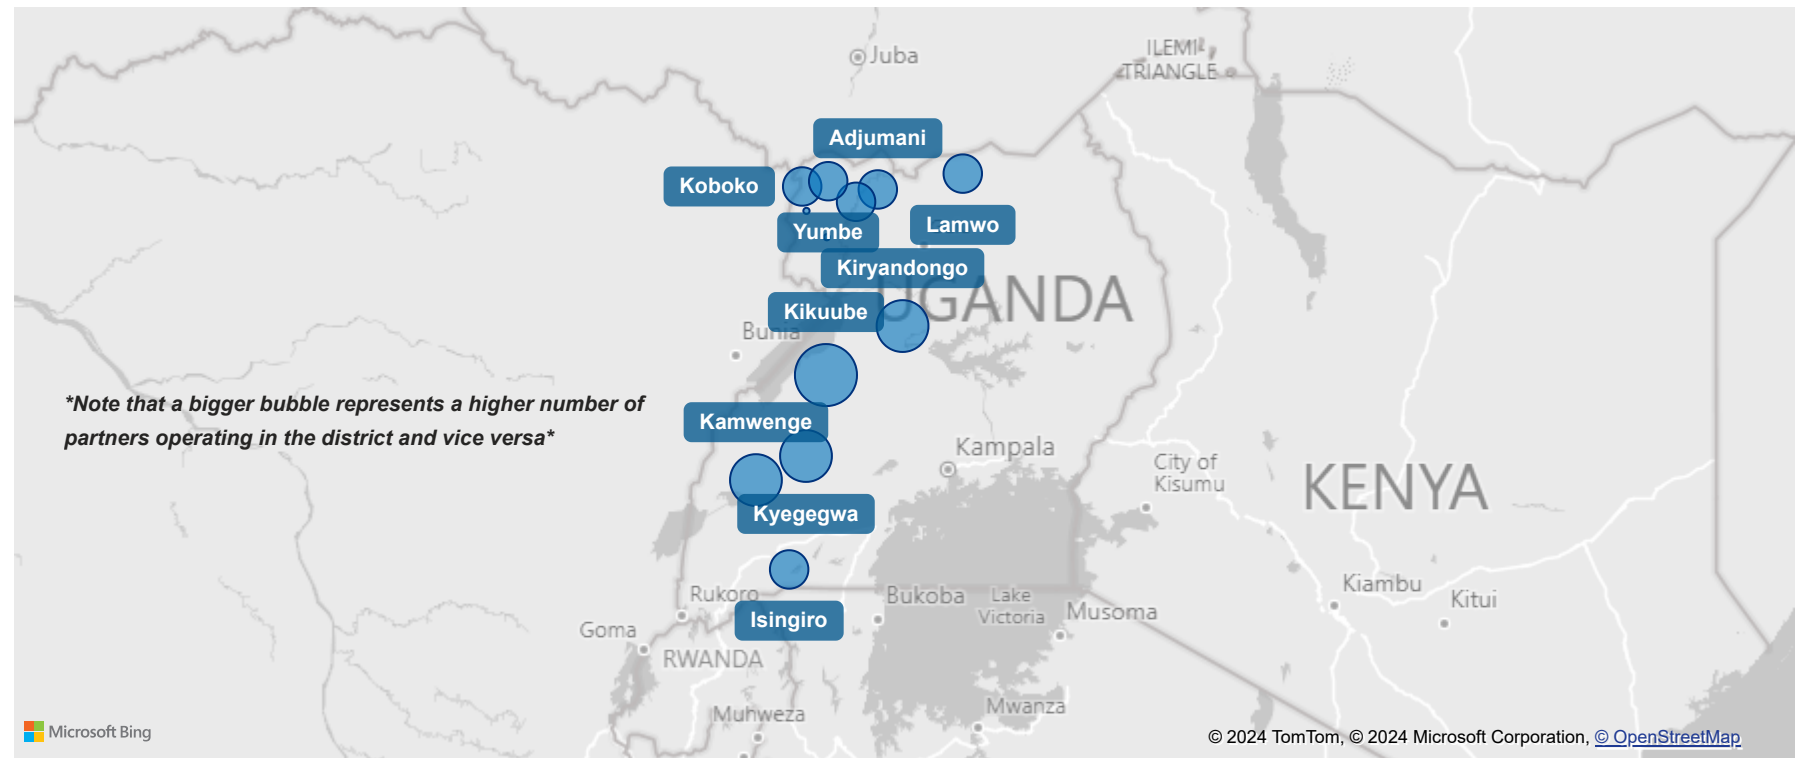 Juba
ILEMI
TRIANGLE
Adjumani
Koboko
Lamwo
Yumbe
Kiryandongo
UGANDA
Kikuube
Bunia
*Note that a bigger bubble represents a higher number of
partners operating in the district and vice versa*
Kamwenge
Kampala
City of
Kisumu
KENYA
Kyegegwa
Kiambu
Kitui
Rukoro
Bukoba
Lake
Victoria
Musoma
Isingiro
Goma
RWANDA
Muhweza
Mwanza
Microsoft Bing
© 2024 TomTom, © 2024 Microsoft Corporation, © OpenStreetMap